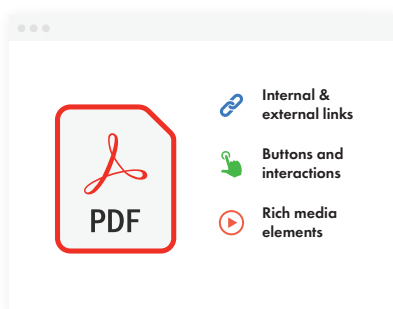 Internal &
external links
Buttons and
interactions
PDF
Rich media
elements